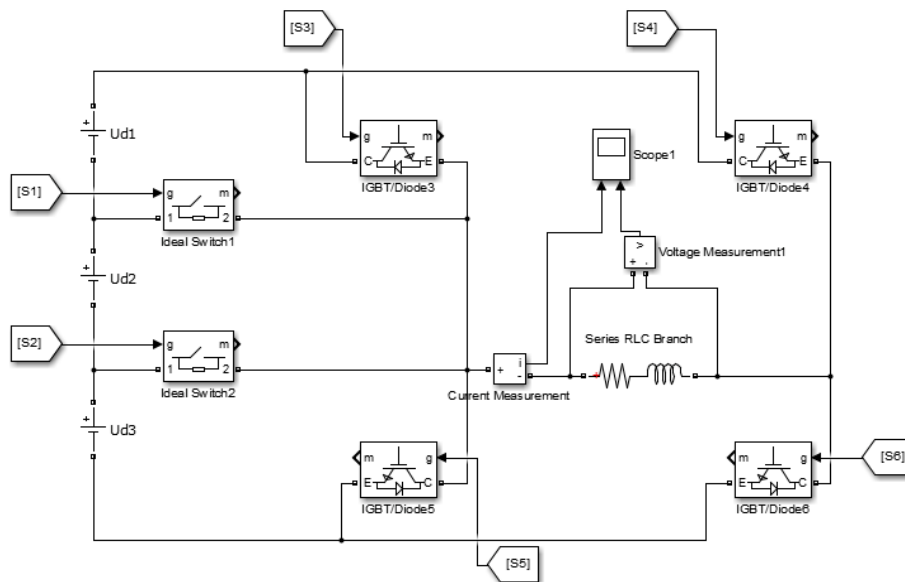 [S3]
[S4]
+
Ud1
g
m
C
E
IGBT/Diode3
Scope1
g
m
C
E
IGBT/Diode4
[S1]
g
m
1
2
Ideal Switch1
v
+ -
Voltage Measurement1
+
Ud2
[S2]
g
m
1
2
Ideal Switch2
Series RLC Branch
+
i
-
Current Measurement
+
Ud3
m
g
E
C
IGBT/Diode5
m
g
E
C
IGBT/Diode6
[S6]
[S5]